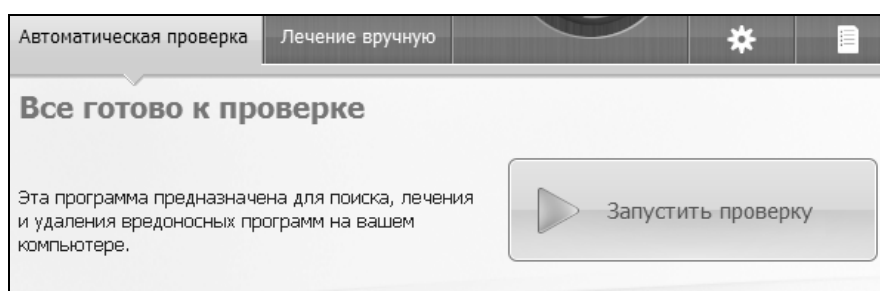 Автоматическая проверка
Лечение вручную
Все готово к проверке
Эта программа предназначена для поиска, лечения
и удаления вредоносных программ на вашем
компьютере.
Запустить проверку